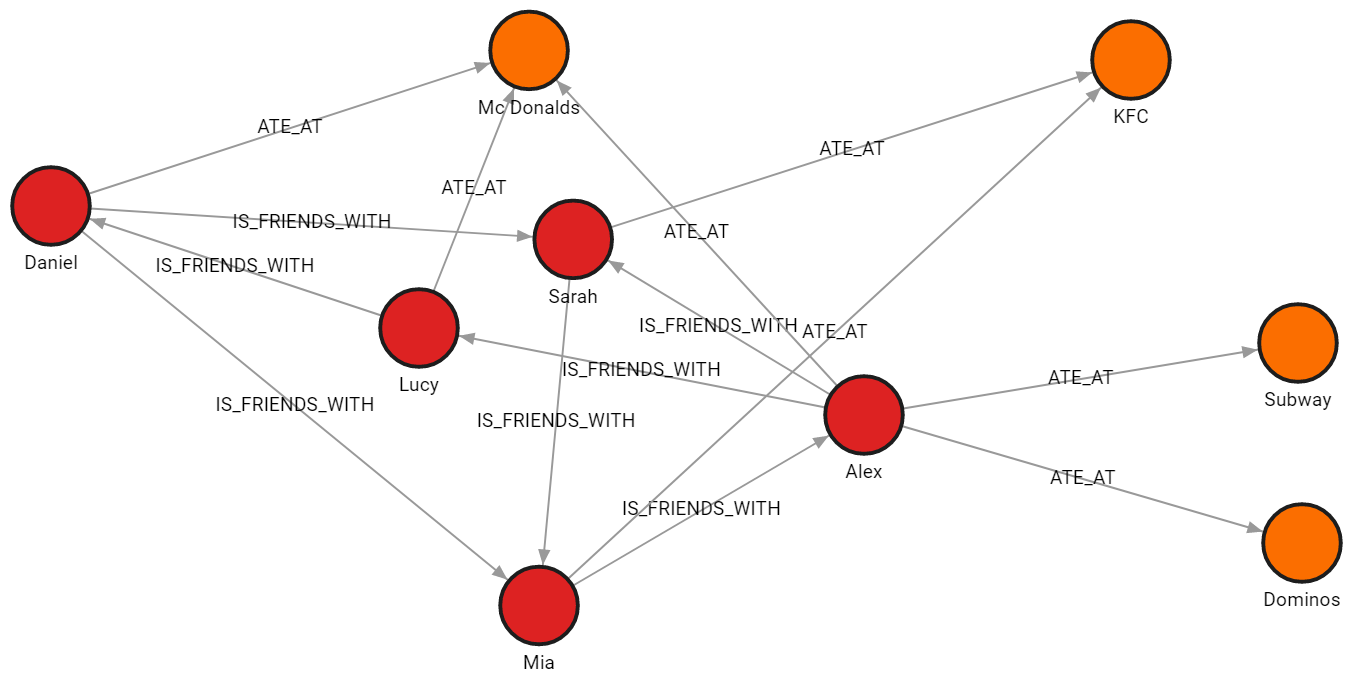 Mc Donalds
KFC
ATE_AT
ATE_AT
ATE_AT
IS_FRIENDS_WITH
ATE_AT
Daniel
IS_FRIENDS_WITH
Sarah
IS_FRIENDS_WITH
ATE_AT
IS_FRIENDS_WITH
ATE_AT
Lucy
Subway
IS_FRIENDS_WITH
IS_FRIENDS_WITH
Alex
ATE_AT
IS_FRIENDS_WITH
Dominos
Mia